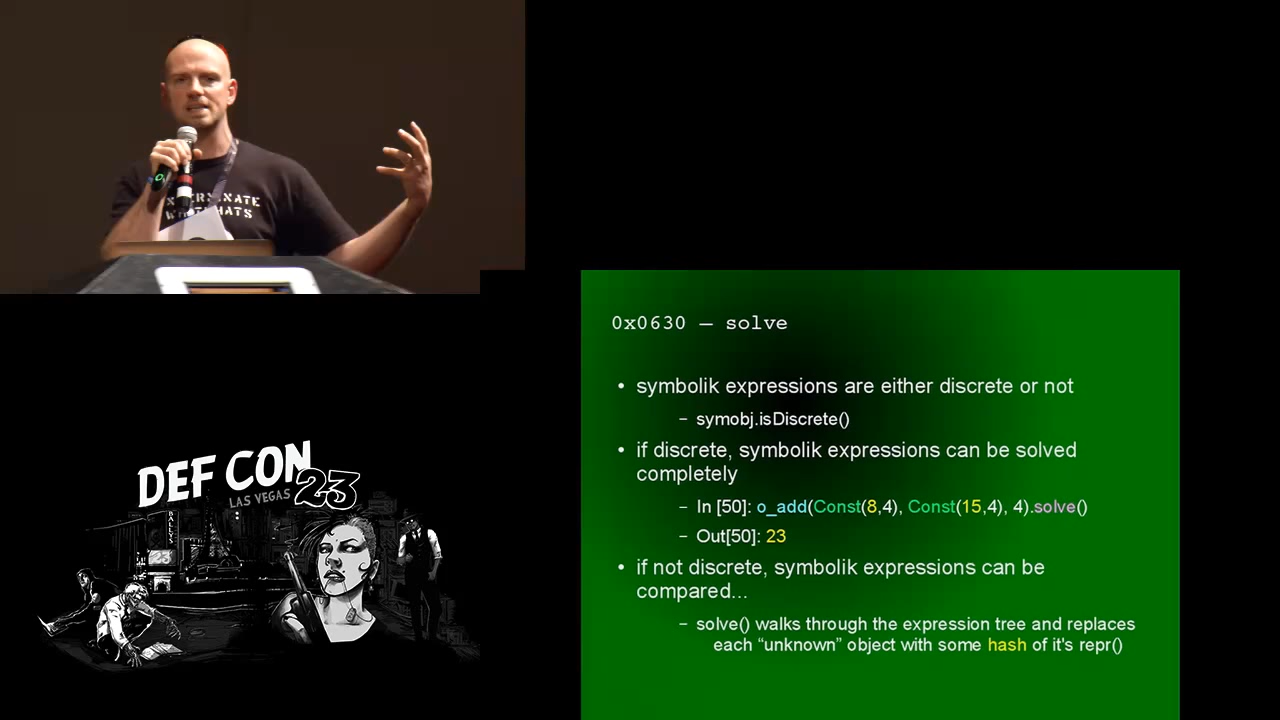 DEF CON 23
LAS VEGAS
BALLYS
0x0630 – solve
• symbolik expressions are either discrete or not
– symobj.isDiscrete()
• if discrete, symbolik expressions can be solved
completely
– In [50]: o_add(Const(8,4), Const(15,4), 4).solve()
– Out[50]: 23
• if not discrete, symbolik expressions can be
compared...
– solve() walks through the expression tree and replaces
each “unknown” object with some hash of it's repr()